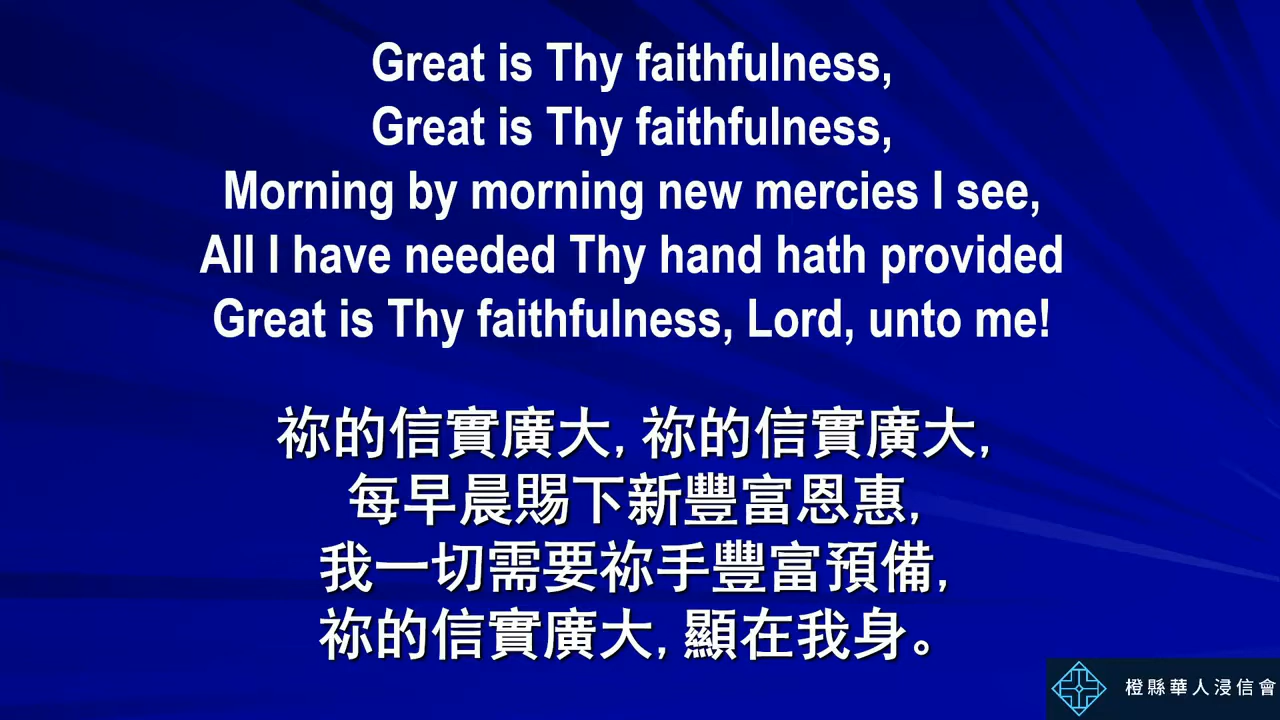 Great is Thy faithfulness,
Great is Thy faithfulness,
Morning by morning new mercies I see,
All I have needed Thy hand hath provided
Great is Thy faithfulness, Lord, unto me!
祢的信實廣大, 祢的信實廣大,
每早晨賜下新豐富恩惠,
我一切需要祢手豐富預備,
祢的信實廣大, 顯在我身。
橙縣華人浸信會